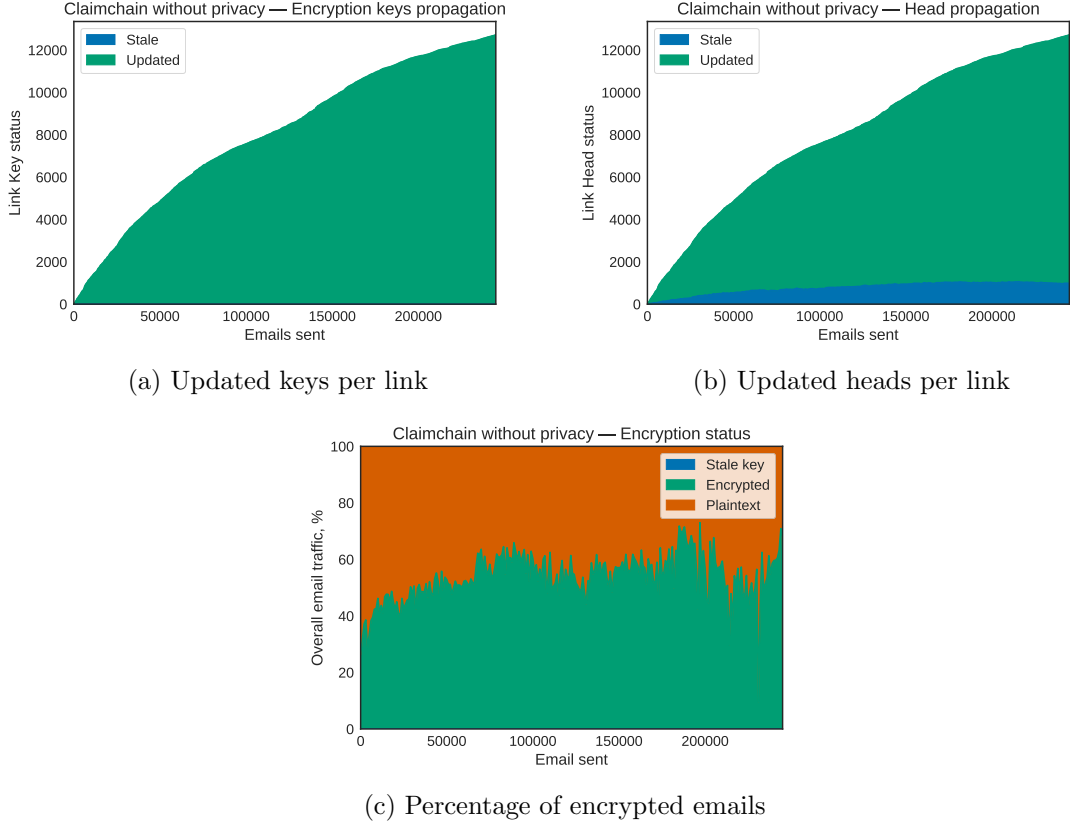 Claimchain without privacy — Encryption keys propagation
Stale
Updated
12000
10000
8000
6000
4000
2000
0
Link Key status
0 50000 100000 150000 200000
Emails sent
(a) Updated keys per link
Claimchain without privacy — Head propagation
Stale
Updated
12000
10000
8000
6000
4000
2000
0
Link Head status
0 50000 100000 150000 200000
Emails sent
(b) Updated heads per link
Claimchain without privacy — Encryption status
Stale key
Encrypted
Plaintext
100
80
60
40
20
0
Overall email traffic, %
0 50000 100000 150000 200000
Email sent
(c) Percentage of encrypted emails